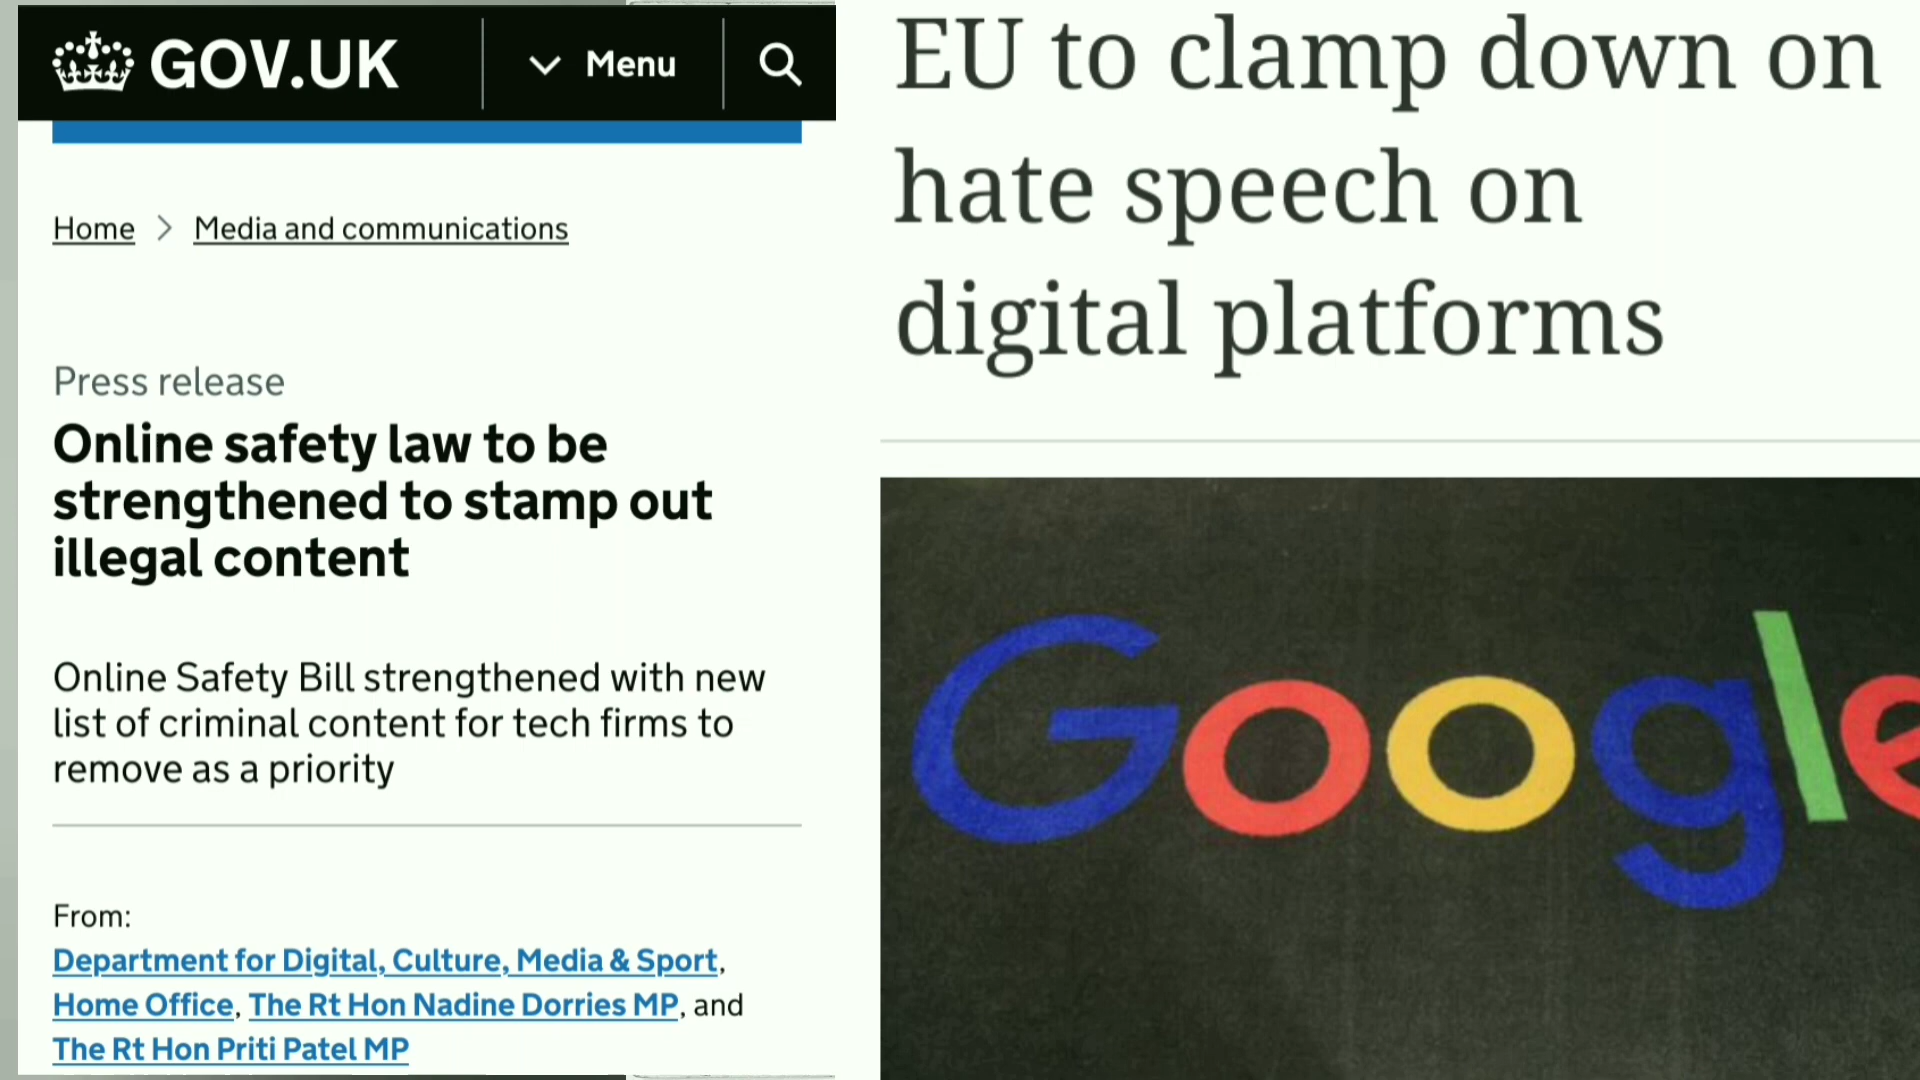 GOV.UK
Menu
Home > Media and communications
Press release
Online safety law to be
strengthened to stamp out
illegal content
Online Safety Bill strengthened with new
list of criminal content for tech firms to
remove as a priority
From:
Department for Digital, Culture, Media & Sport,
Home Office, The Rt Hon Nadine Dorries MP, and
The Rt Hon Priti Patel MP
EU to clamp down on
hate speech on
digital platforms
Google